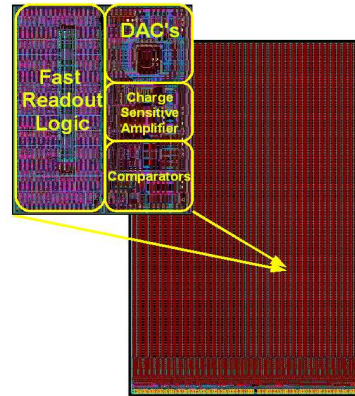 DAC's
Fast
Readout
Logic
Charge
Sensitive
Amplifier
Comparators